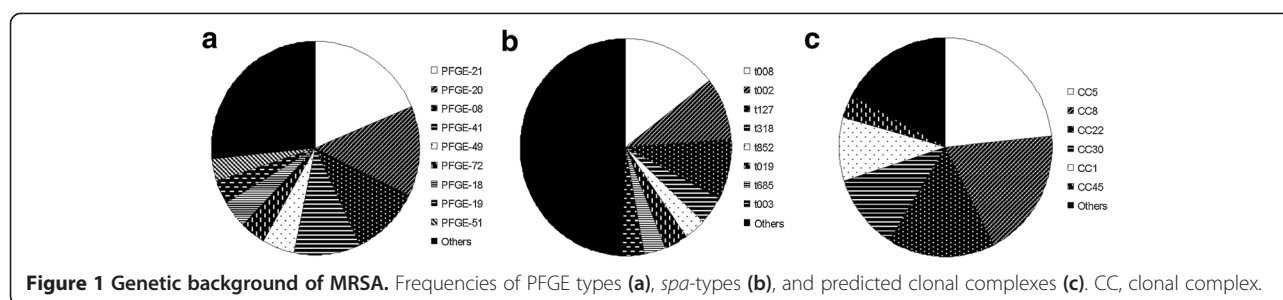 a
PFGE-21
PFGE-20
PFGE-08
PFGE-41
PFGE-49
PFGE-72
PFGE-18
PFGE-19
PFGE-51
Others
b
t008
t002
t127
t318
t852
t019
t685
t003
Others
c
CC5
CC8
CC22
CC30
CC1
CC45
Others
Figure 1 Genetic background of MRSA. Frequencies of PFGE types (a), spa-types (b), and predicted clonal complexes (c). CC, clonal complex.